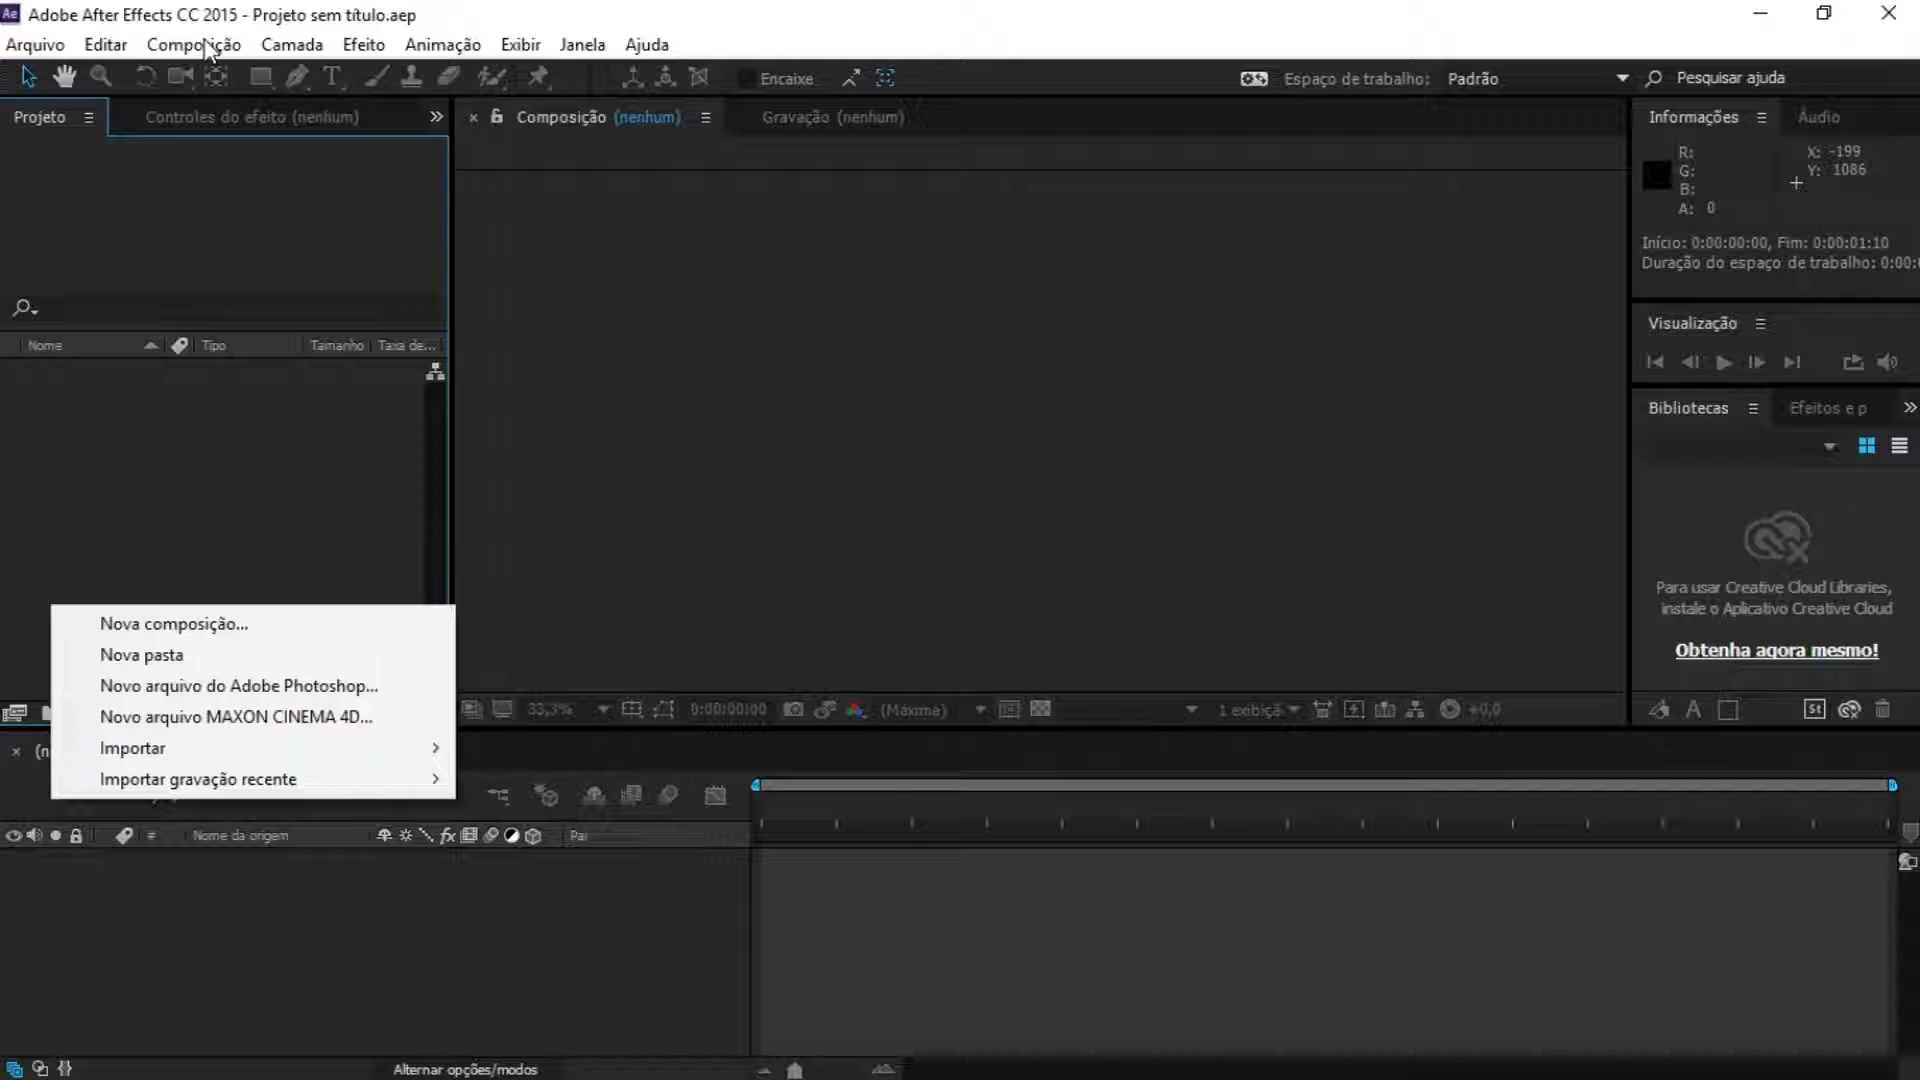 Ae Adobe After Effects CC 2015 - Projeto sem título.aep
Arquivo Editar Composição Camada Efeito Animação Exibir Janela Ajuda
Encaixe Espaço de trabalho: Padrão Pesquisar ajuda
Projeto Controles do efeito (nenhum) Composição (nenhum) Gravação (nenhum) Informações Áudio
R: X: -199
G: Y: 1086
B:
A: 0
Início: 0:00:00:00, Fim: 0:00:01:10
Duração do espaço de trabalho: 0:00:
Visualização
Nome Tipo Tamanho Taxa de...
Bibliotecas Efeitos e p
Para usar Creative Cloud Libraries,
instale o Aplicativo Creative Cloud
Obtenha agora mesmo!
Nova composição...
Nova pasta
Novo arquivo do Adobe Photoshop...
Novo arquivo MAXON CINEMA 4D...
Importar
Importar gravação recente
33,3% 0:00:00:00 (Máxima) 1 exibiçã +0,0
A St
(n
# Nome da origem fx Pai
Alternar opções/modos